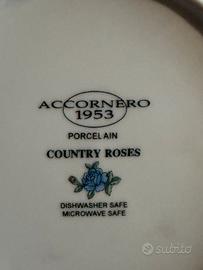 ACCORNERO
1953
PORCELAIN
COUNTRY ROSES
DISHWASHER SAFE
MICROWAVE SAFE
subito